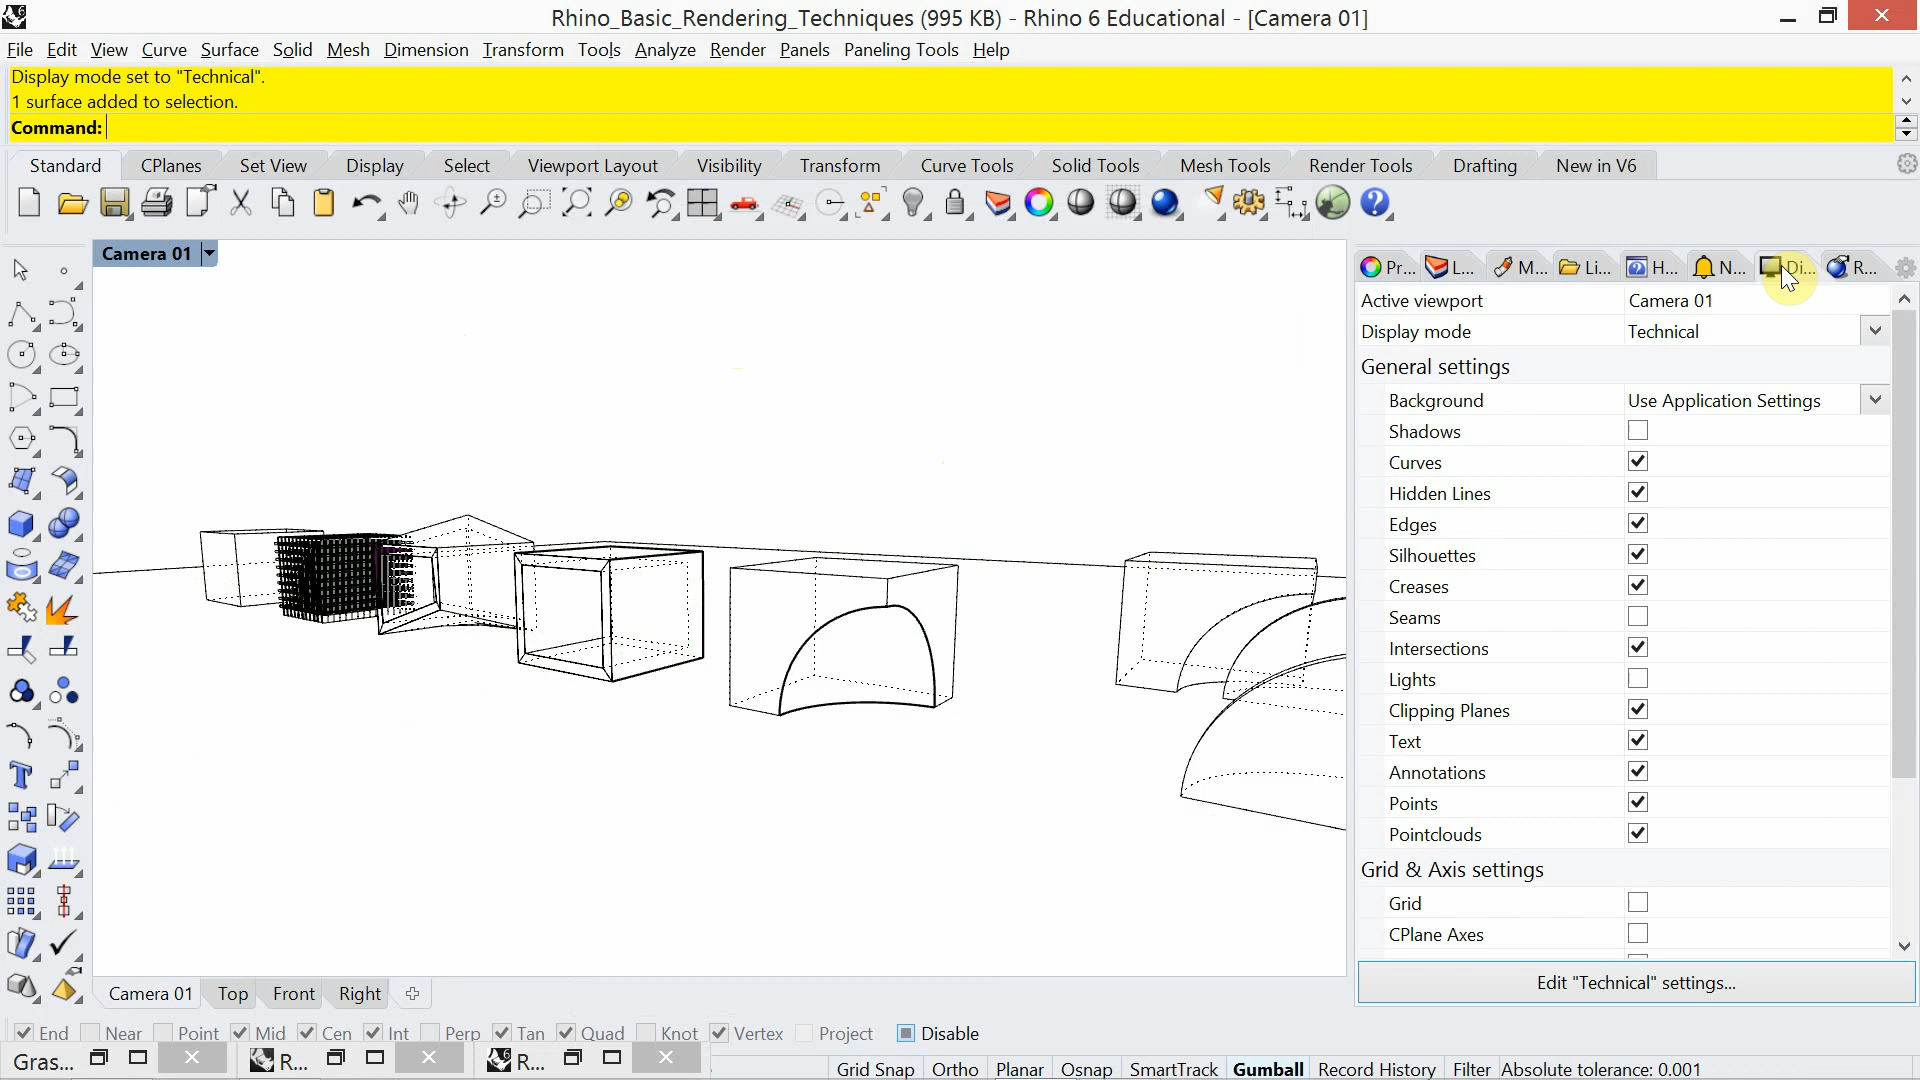 Rhino_Basic_Rendering_Techniques (995 KB) - Rhino 6 Educational - [Camera 01]
File Edit View Curve Surface Solid Mesh Dimension Transform Tools Analyze Render Panels Paneling Tools Help
Display mode set to "Technical".
1 surface added to selection.
Command:
Standard CPlanes Set View Display Select Viewport Layout Visibility Transform Curve Tools Solid Tools Mesh Tools Render Tools Drafting New in V6
Camera 01
Pr... L... M... Li... H... N... Di... R...
Active viewport Camera 01
Display mode Technical
General settings
Background Use Application Settings
Shadows
Curves
Hidden Lines
Edges
Silhouettes
Creases
Seams
Intersections
Lights
Clipping Planes
Text
Annotations
Points
Pointclouds
Grid & Axis settings
Grid
CPlane Axes
Edit "Technical" settings...
Camera 01 Top Front Right
End Near Point Mid Cen Int Perp Tan Quad Knot Vertex Project Disable
Gras... R... R...
Grid Snap Ortho Planar Osnap SmartTrack Gumball Record History Filter Absolute tolerance: 0.001